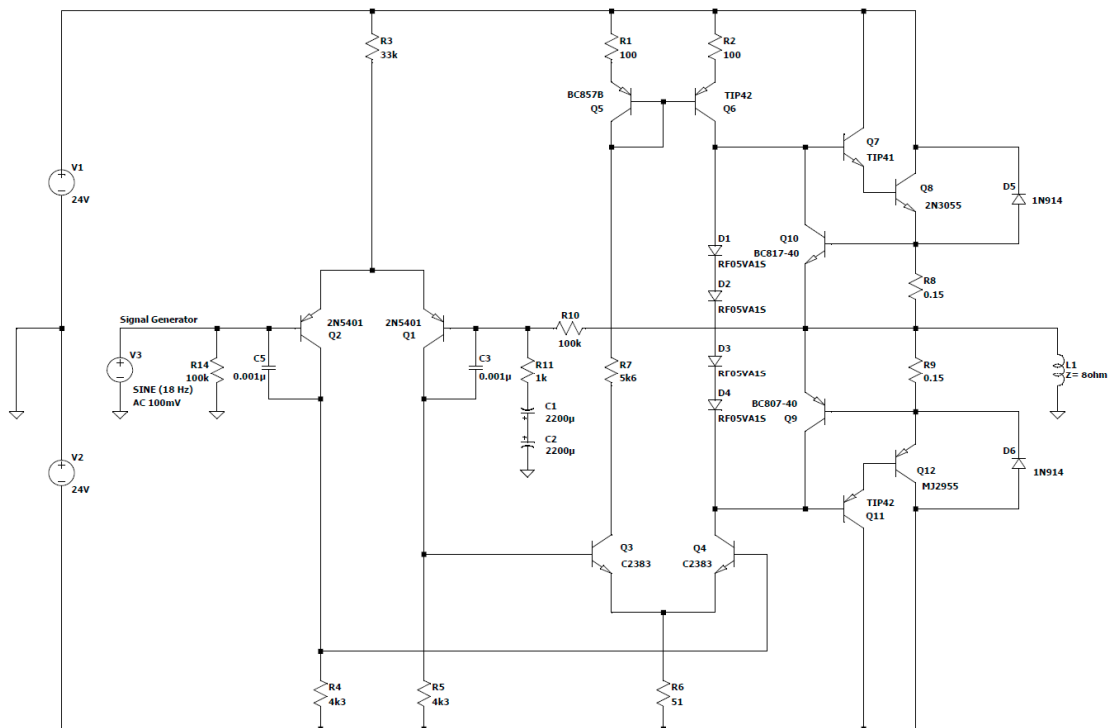 R3
33k
R1
100
R2
100
BC857B
Q5
TIP42
Q6
V1
24V
Q7
TIP41
Q8
2N3055
D5
1N914
D1
RF05VA1S
Q10
BC817-40
D2
RF05VA1S
R8
0.15
Signal Generator
2N5401
Q2
2N5401
Q1
R10
100k
V3
SINE (18 Hz)
AC 100mV
R14
100k
C5
0.001µ
C3
0.001µ
R11
1k
C1
2200µ
C2
2200µ
R7
5k6
D3
RF05VA1S
D4
RF05VA1S
R9
0.15
L1
Z= 8ohm
BC807-40
Q9
V2
24V
Q12
MJ2955
D6
1N914
TIP42
Q11
Q3
C2383
Q4
C2383
R4
4k3
R5
4k3
R6
51